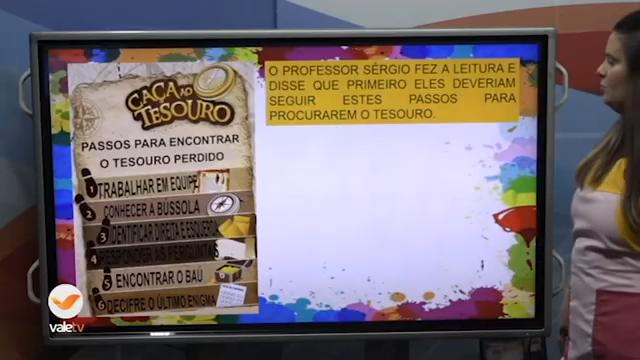 CAÇA AO
TESOURO
PASSOS PARA ENCONTRAR
O TESOURO PERDIDO
1 TRABALHAR EM EQUIPE
2 CONHECER A BUSSOLA
3 IDENTIFICAR DIREITA E ESQUERDA
4 RESPONDER AS PERGUNTAS
5 ENCONTRAR O BAÚ
6 DECIFRE O ÚLTIMO ENIGMA
O PROFESSOR SÉRGIO FEZ A LEITURA E
DISSE QUE PRIMEIRO ELES DEVERIAM
SEGUIR ESTES PASSOS PARA
PROCURAREM O TESOURO.
valetv